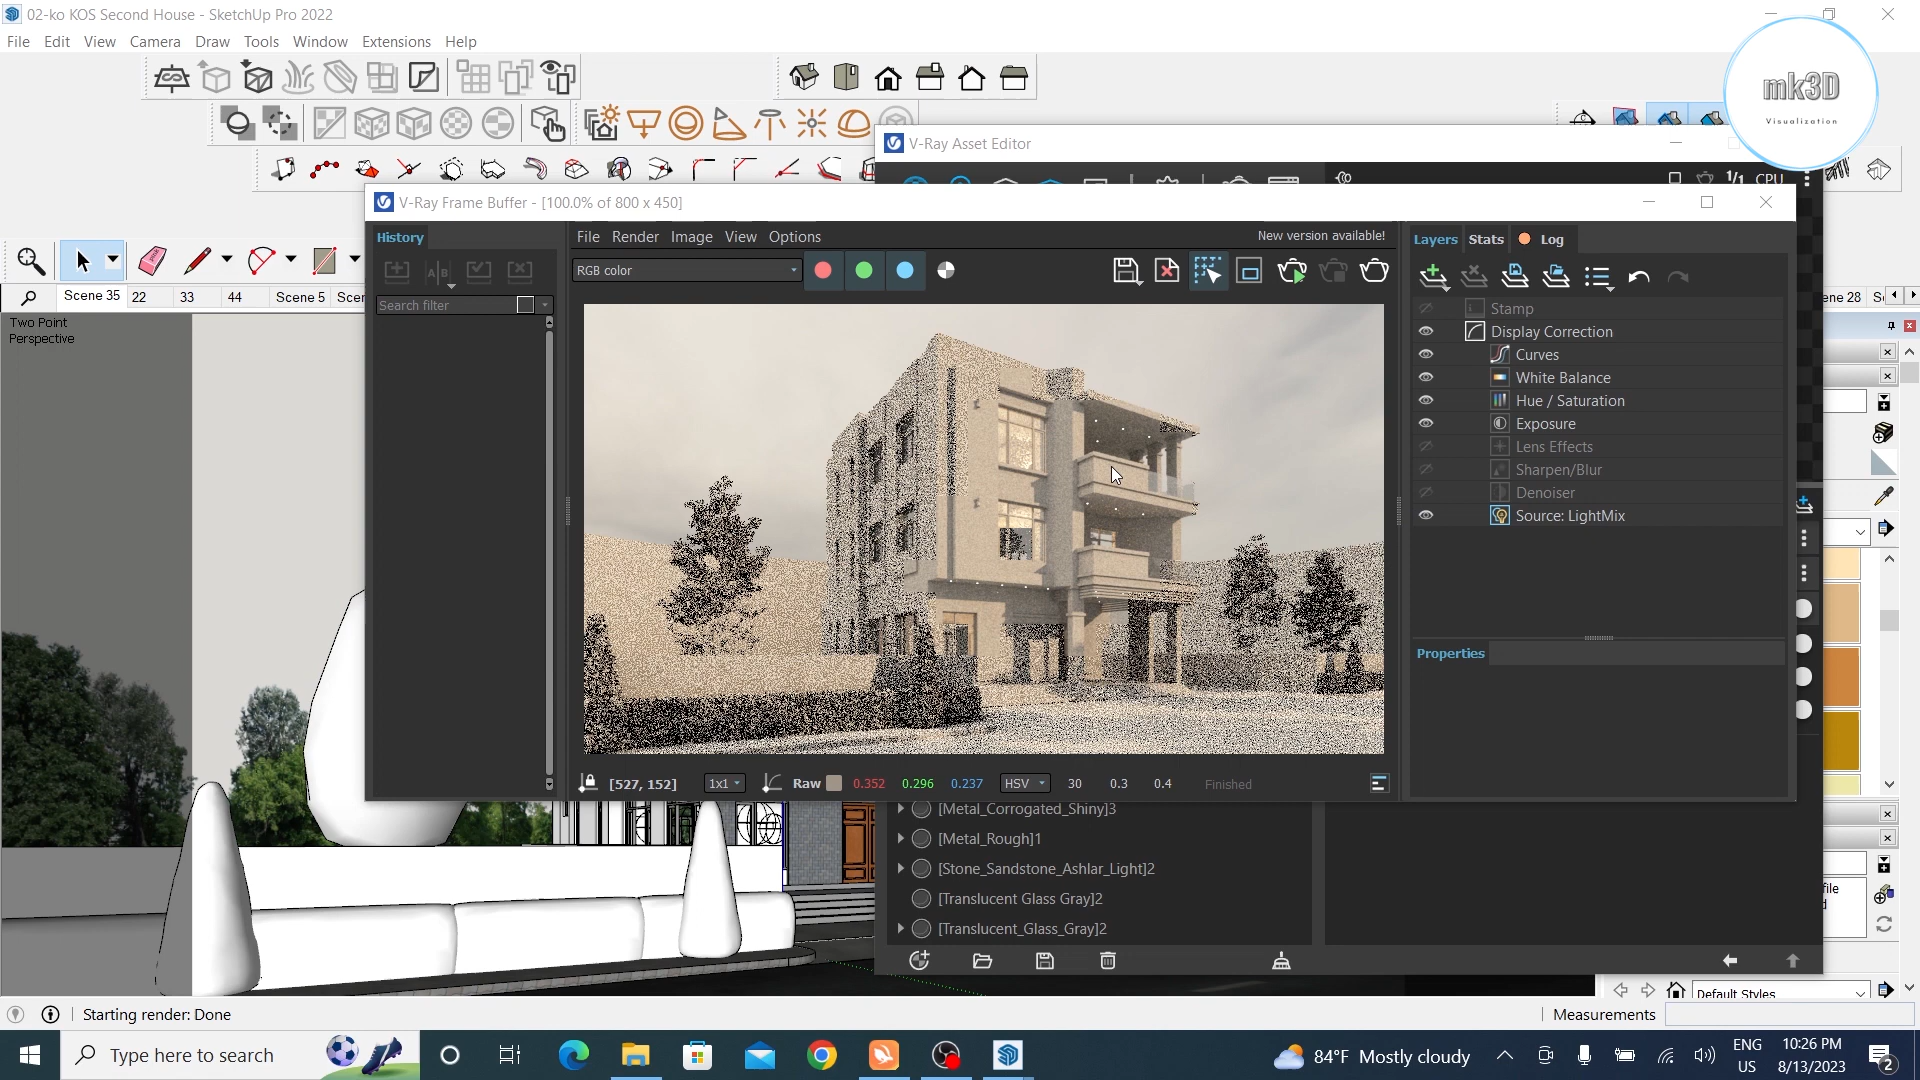 02-ko KOS Second House - SketchUp Pro 2022
File Edit View Camera Draw Tools Window Extensions Help
mk3D
Visualization
V-Ray Asset Editor
1/1 CPU
V-Ray Frame Buffer - [100.0% of 800 x 450]
History
File Render Image View Options
New version available!
Layers Stats Log
RGB color
Search filter
Scene 35 22 33 44 Scene 5
Two Point
Perspective
Stamp
Display Correction
Curves
White Balance
Hue / Saturation
Exposure
Lens Effects
Sharpen/Blur
Denoiser
Source: LightMix
Properties
[527, 152] 1x1 Raw 0.352 0.296 0.237 HSV 30 0.3 0.4 Finished
[Metal_Corrogated_Shiny]3
[Metal_Rough]1
[Stone_Sandstone_Ashlar_Light]2
[Translucent Glass Gray]2
[Translucent_Glass_Gray]2
Default Styles
Starting render: Done
Measurements
Type here to search
84°F Mostly cloudy
ENG
US
10:26 PM
8/13/2023
2